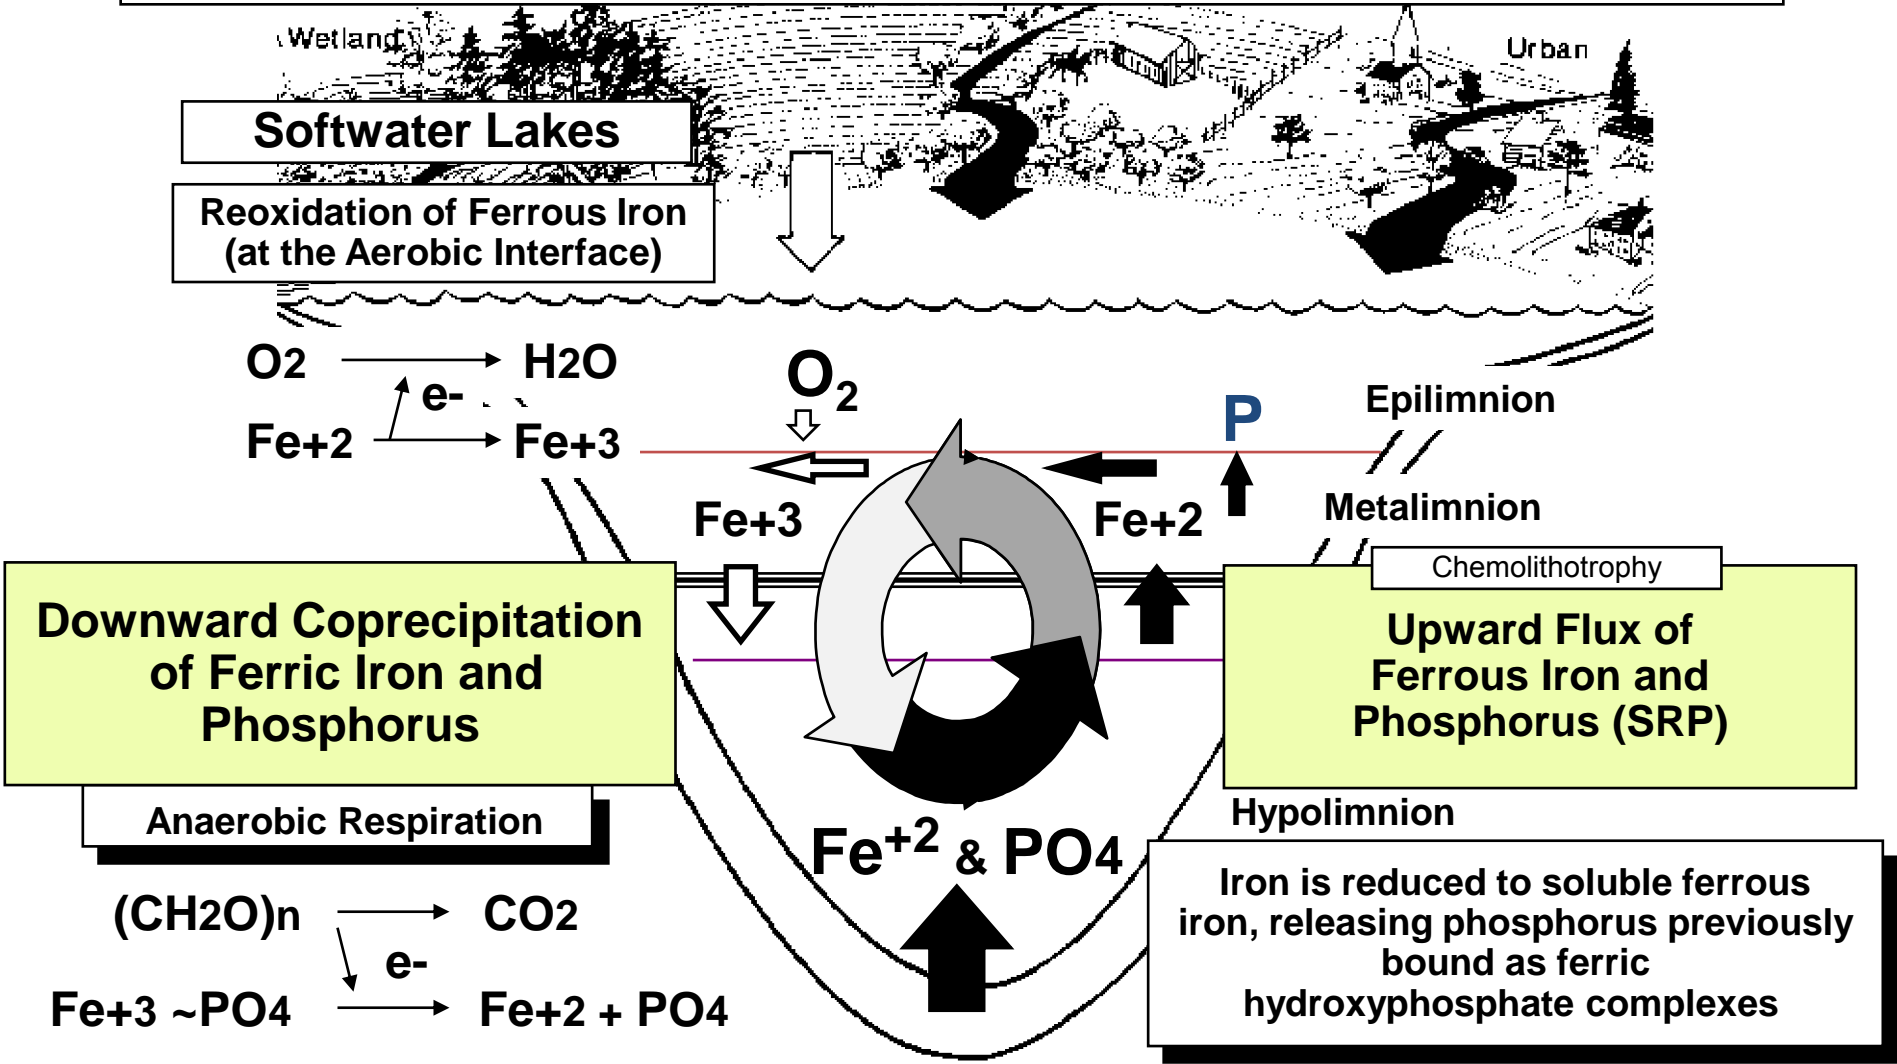 Wetland
Urban
Softwater Lakes
Reoxidation of Ferrous Iron
(at the Aerobic Interface)
O2 H2O
e-
Fe+2 Fe+3
O2
P
Epilimnion
Metalimnion
Fe+3
Fe+2
Chemolithotrophy
Downward Coprecipitation
of Ferric Iron and
Phosphorus
Upward Flux of
Ferrous Iron and
Phosphorus (SRP)
Anaerobic Respiration
Hypolimnion
Fe+2 & PO4
(CH2O)n CO2
e-
Fe+3 ~PO4 Fe+2 + PO4
Iron is reduced to soluble ferrous
iron, releasing phosphorus previously
bound as ferric
hydroxyphosphate complexes